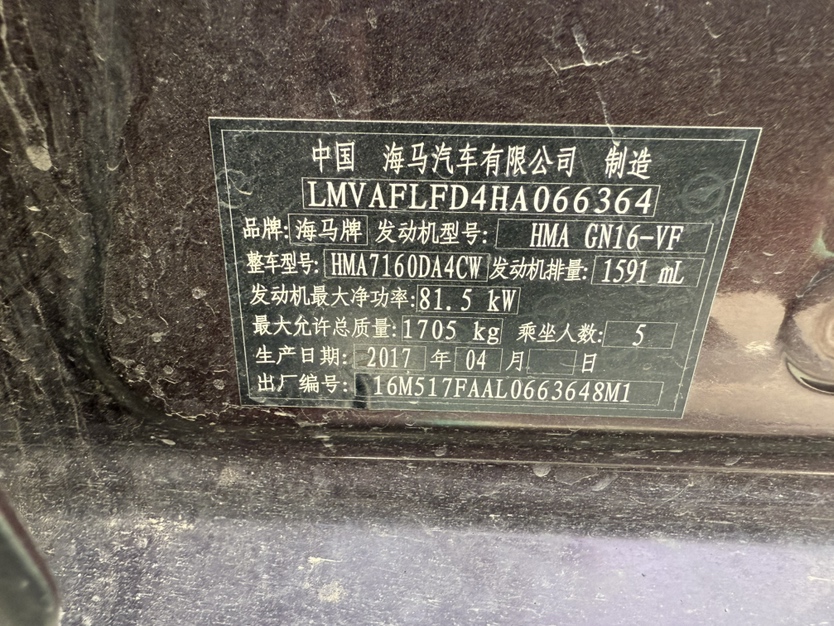 中国 海马汽车有限公司 制造
LMVAFLFD4HA066364
品牌: 海马牌 发动机型号: HMA GN16-VF
整车型号: HMA7160DA4CW 发动机排量: 1591 mL
发动机最大净功率: 81.5 kW
最大允许总质量: 1705 kg 乘坐人数: 5
生产日期: 2017 年 04 月 日
出厂编号: 16M517FAAL0663648M1